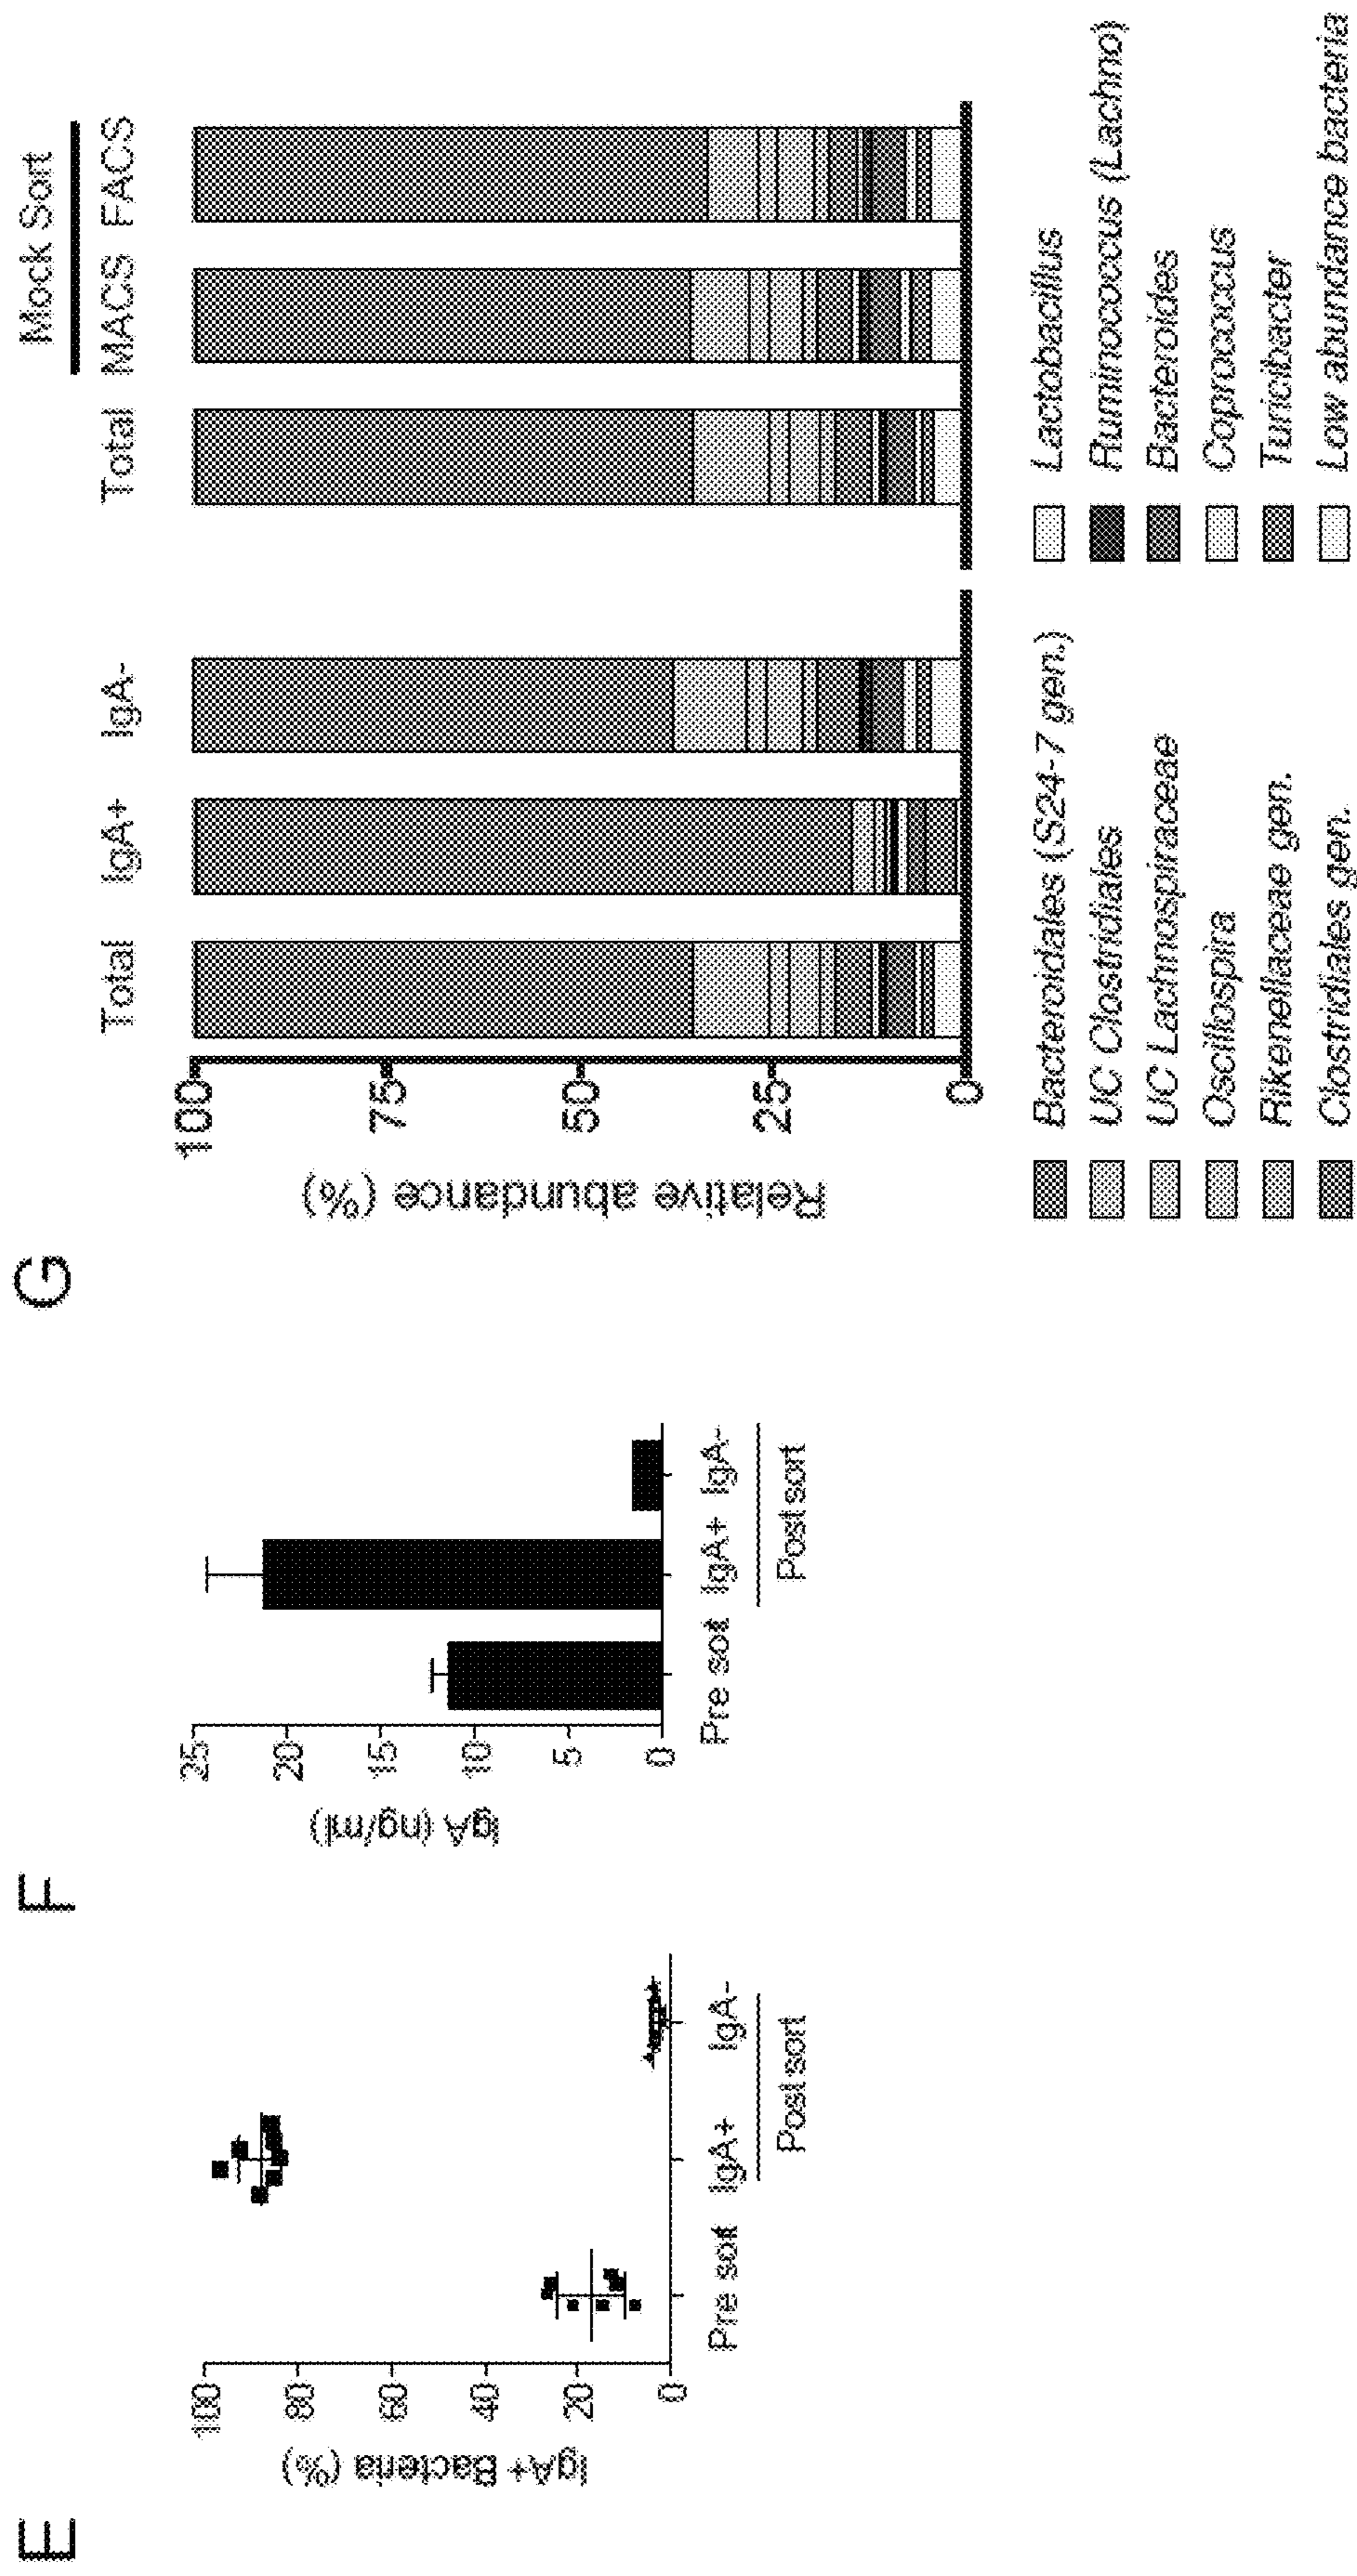 E
IgA+ Bacteria (%)
100
80
60
40
20
0
Pre sort IgA+ IgA-
Post sort
F
IgA (ng/ml)
25
20
15
10
5
0
Pre sort IgA+ IgA-
Post sort
G
Mock Sort
Total IgA+ IgA- Total MACS FACS
Relative abundance (%)
100
75
50
25
0
Bacteroidales (S24-7 gen.)
UC Clostridiales
UC Lachnospiraceae
Oscillospira
Rikenellaceae gen.
Clostridiales gen.
Lactobacillus
Ruminococcus (Lachno)
Bacteroides
Coprococcus
Turicibacter
Low abundance bacteria